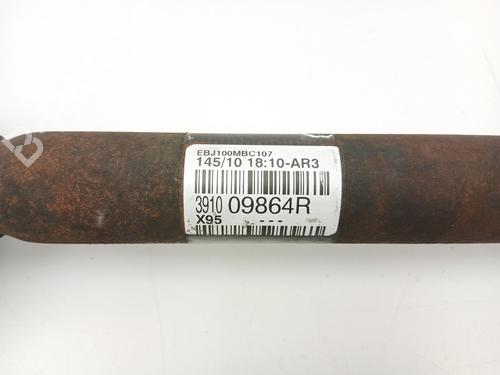 EBJ100MBC107
145/10 18:10-AR3
3910 09864R
X95 - - -